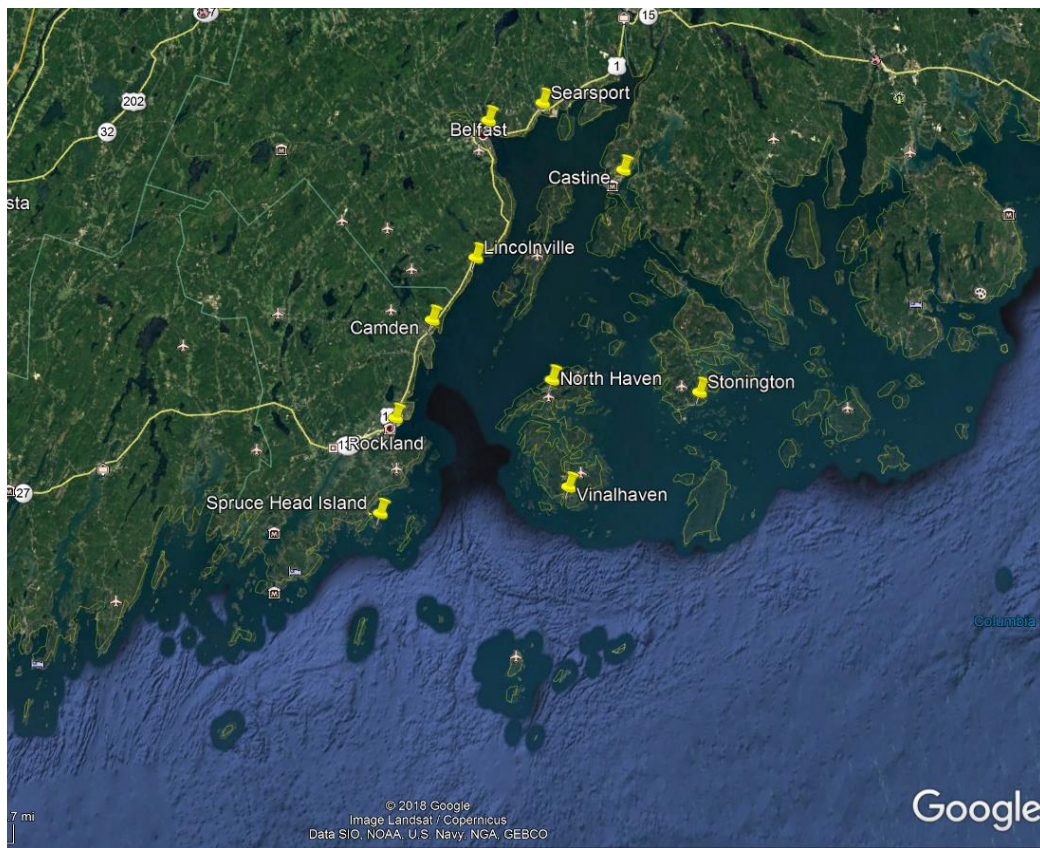 15
1
202
32
Searsport
Belfast
Castine
sta
Lincolnville
Camden
North Haven
Stonington
1
Rockland
27
Spruce Head Island
Vinalhaven
Columbia
© 2018 Google
Image Landsat / Copernicus
Data SIO, NOAA, U.S. Navy, NGA, GEBCO
Google
7 mi